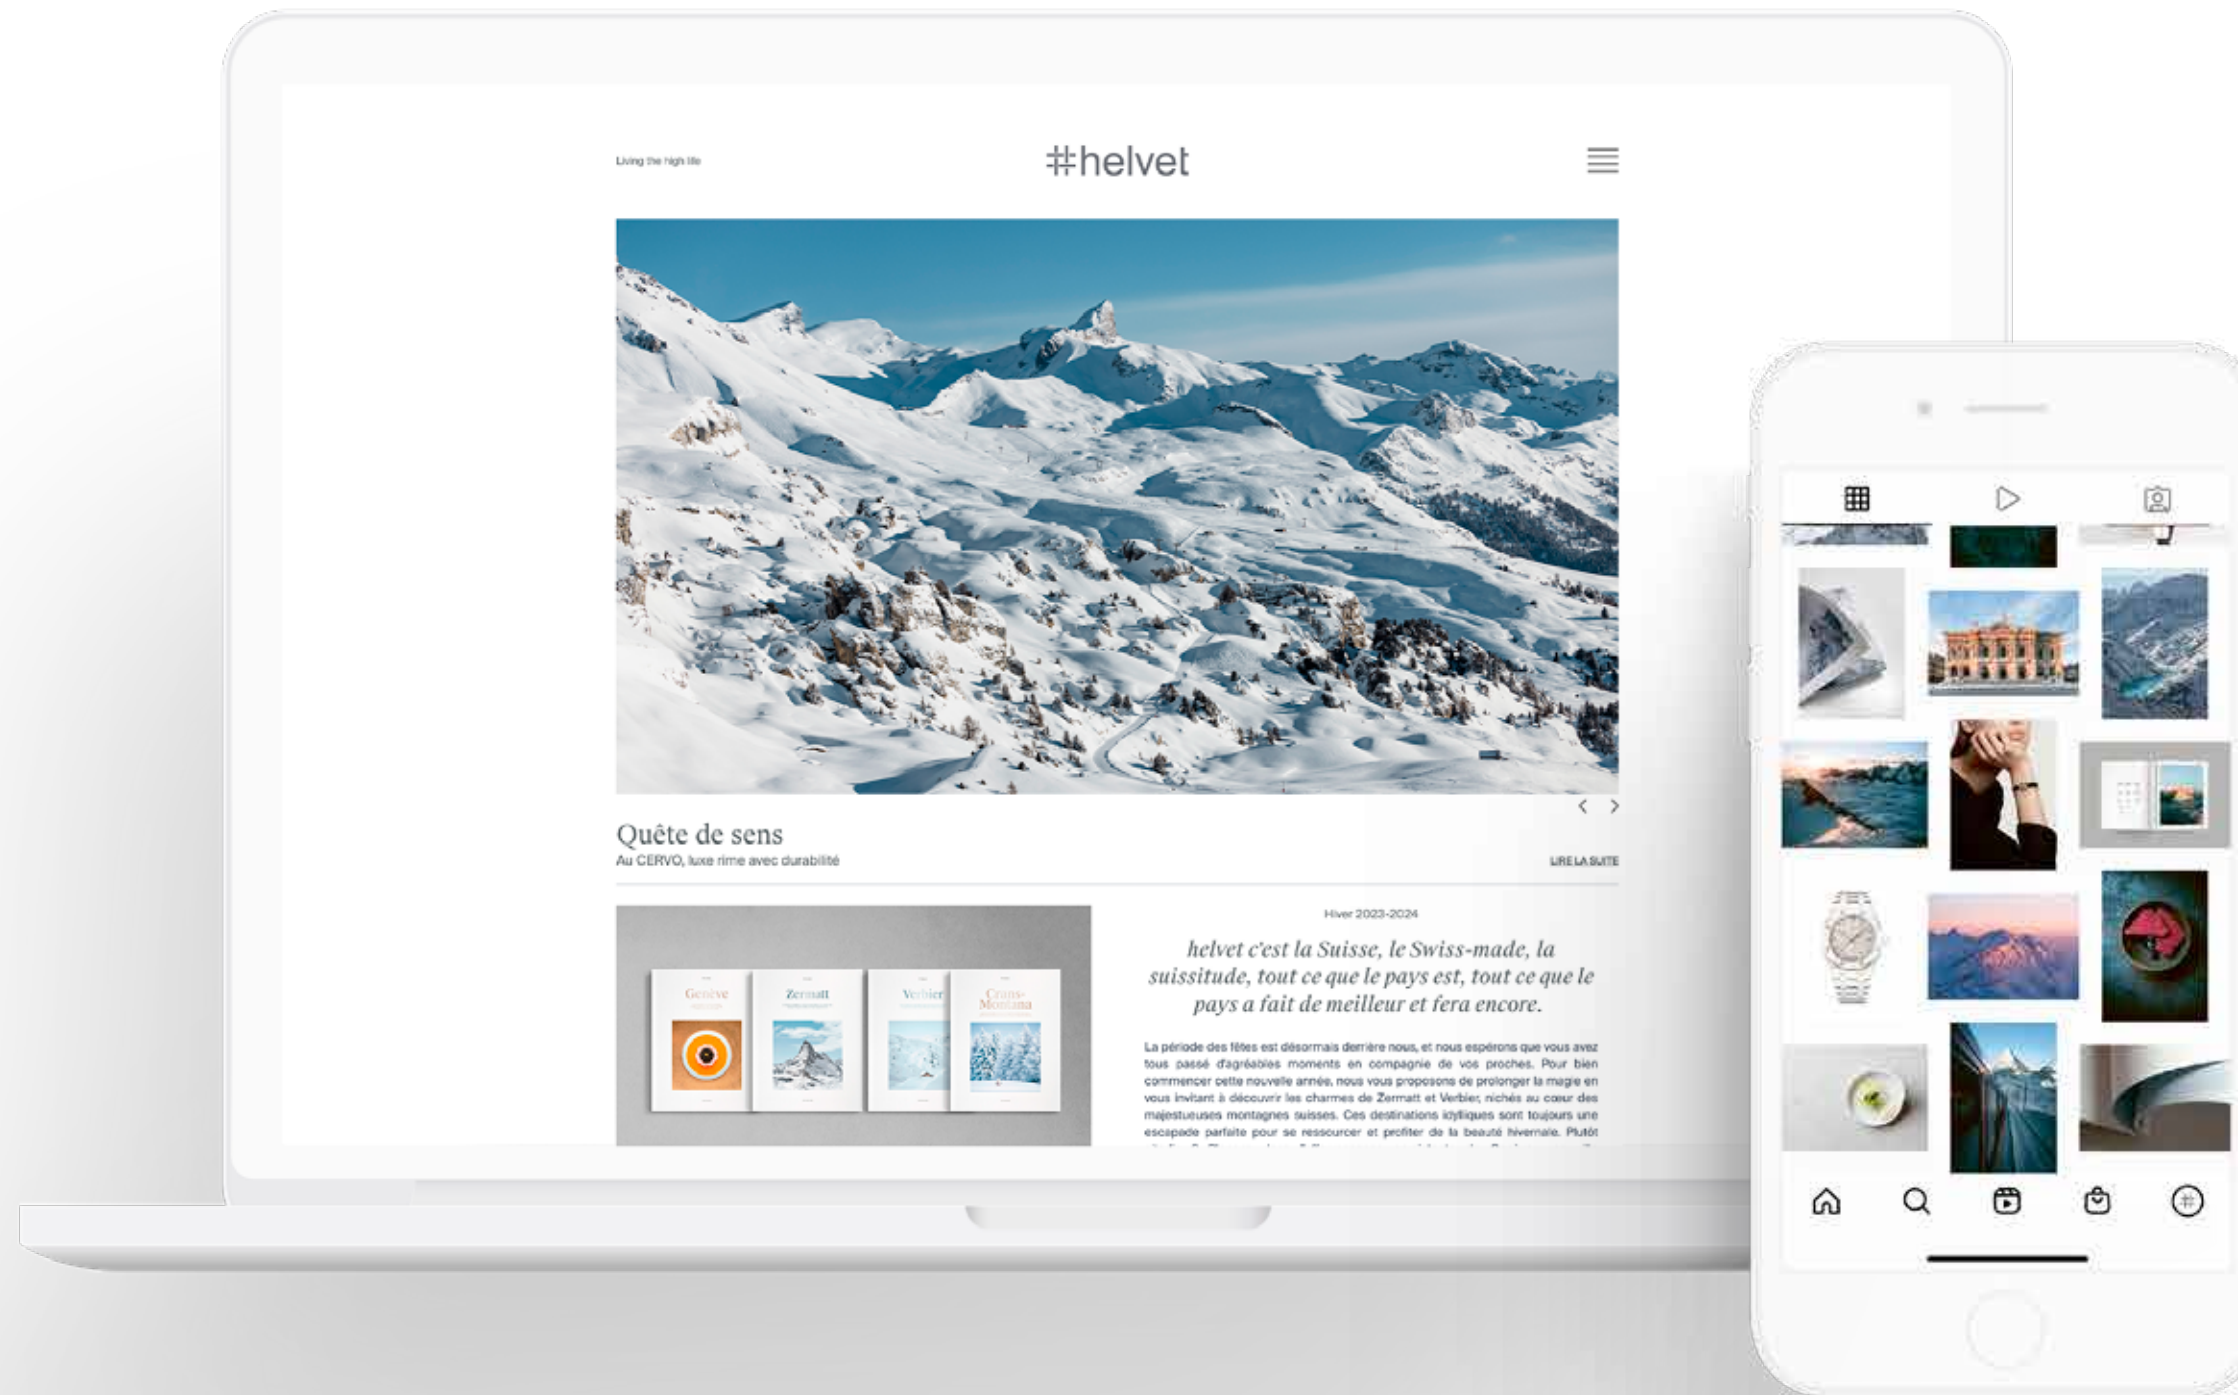 Living the high life
#helvet
Quête de sens
Au CERVO, luxe rime avec durabilité
LIRE LA SUITE
Genève
Zermatt
Verbier
Crans-
Montana
Hiver 2023-2024
helvet c'est la Suisse, le Swiss-made, la
suissitude, tout ce que le pays est, tout ce que le
pays a fait de meilleur et fera encore.
La période des fêtes est désormais derrière nous, et nous espérons que vous avez
tous passé d'agréables moments en compagnie de vos proches. Pour bien
commencer cette nouvelle année, nous vous proposons de prolonger la magie en
vous invitant à découvrir les charmes de Zermatt et Verbier, nichés au cœur des
majestueuses montagnes suisses. Ces destinations idylliques sont toujours une
escapade parfaite pour se ressourcer et profiter de la beauté hivernale. Plutôt